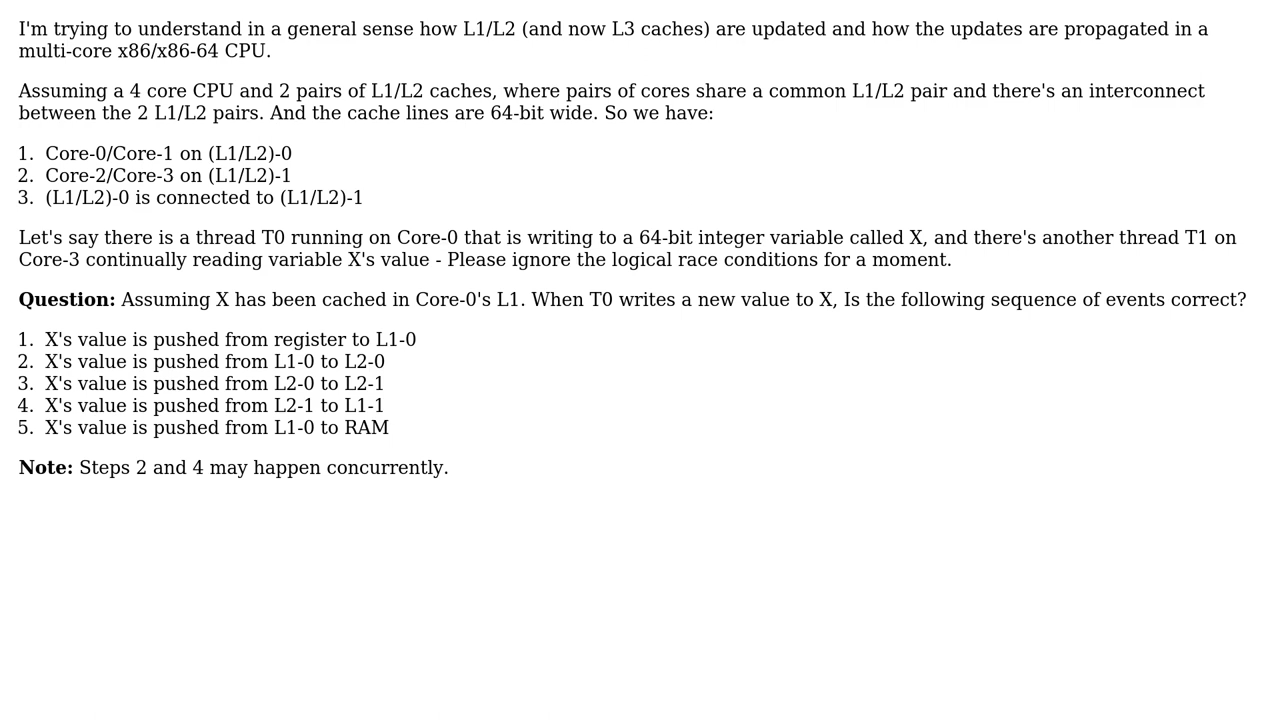 I'm trying to understand in a general sense how L1/L2 (and now L3 caches) are updated and how the updates are propagated in a
multi-core x86/x86-64 CPU.
Assuming a 4 core CPU and 2 pairs of L1/L2 caches, where pairs of cores share a common L1/L2 pair and there's an interconnect
between the 2 L1/L2 pairs. And the cache lines are 64-bit wide. So we have:
1. Core-0/Core-1 on (L1/L2)-0
2. Core-2/Core-3 on (L1/L2)-1
3. (L1/L2)-0 is connected to (L1/L2)-1
Let's say there is a thread T0 running on Core-0 that is writing to a 64-bit integer variable called X, and there's another thread T1 on
Core-3 continually reading variable X's value - Please ignore the logical race conditions for a moment.
Question: Assuming X has been cached in Core-0's L1. When T0 writes a new value to X, Is the following sequence of events correct?
1. X's value is pushed from register to L1-0
2. X's value is pushed from L1-0 to L2-0
3. X's value is pushed from L2-0 to L2-1
4. X's value is pushed from L2-1 to L1-1
5. X's value is pushed from L1-0 to RAM
Note: Steps 2 and 4 may happen concurrently.